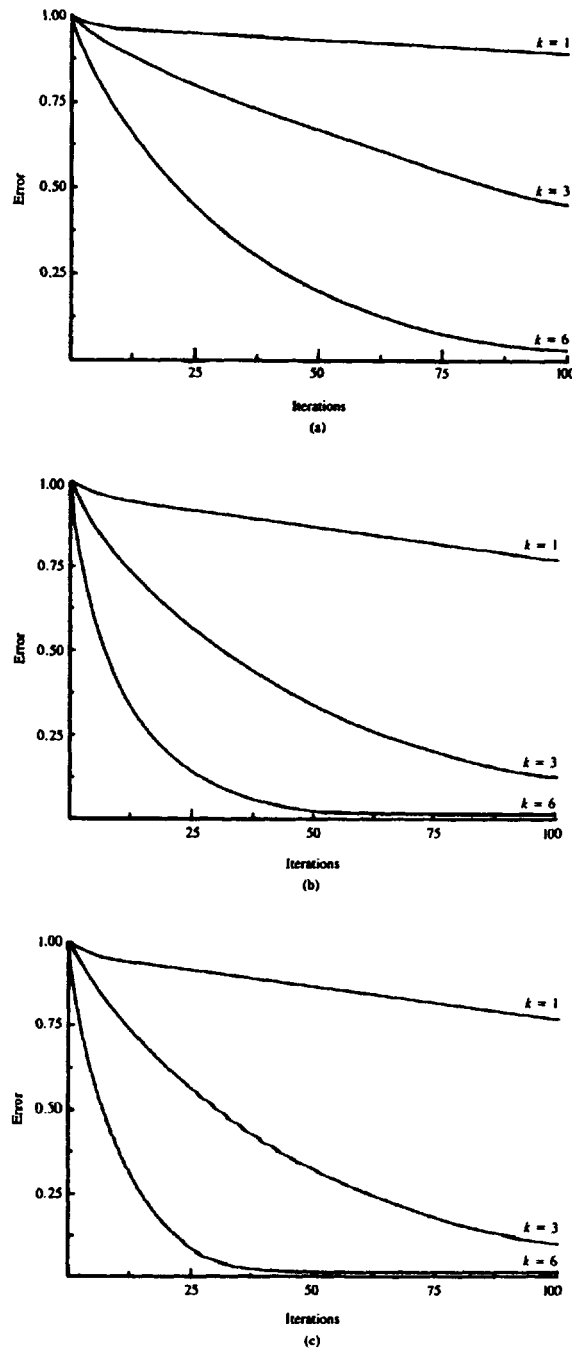 1.00
k = 1
0.75
Error
0.50
k = 3
0.25
k = 6
25
50
75
100
Iterations
(a)
1.00
k = 1
0.75
Error
0.50
0.25
k = 3
k = 6
25
50
75
100
Iterations
(b)
1.00
k = 1
0.75
Error
0.50
0.25
k = 3
k = 6
25
50
75
100
Iterations
(c)